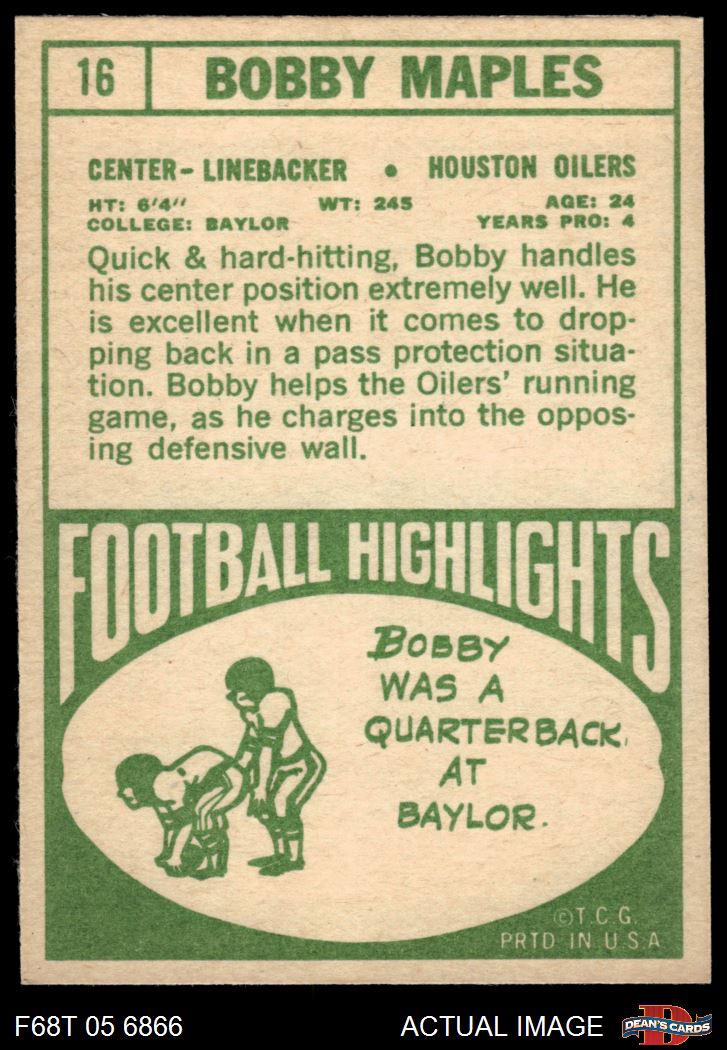 16
BOBBY MAPLES
CENTER- LINEBACKER • HOUSTON OILERS
HT: 6'4" WT: 245 AGE: 24
COLLEGE: BAYLOR YEARS PRO: 4
Quick & hard-hitting, Bobby handles
his center position extremely well. He
is excellent when it comes to drop-
ping back in a pass protection situa-
tion. Bobby helps the Oilers' running
game, as he charges into the oppos-
ing defensive wall.
FOOTBALL HIGHLIGHTS
BOBBY
WAS A
QUARTERBACK
AT
BAYLOR.
©T.C.G.
PRTD IN U.S.A
F68T 05 6866 ACTUAL IMAGE
D
DEAN'S CARDS